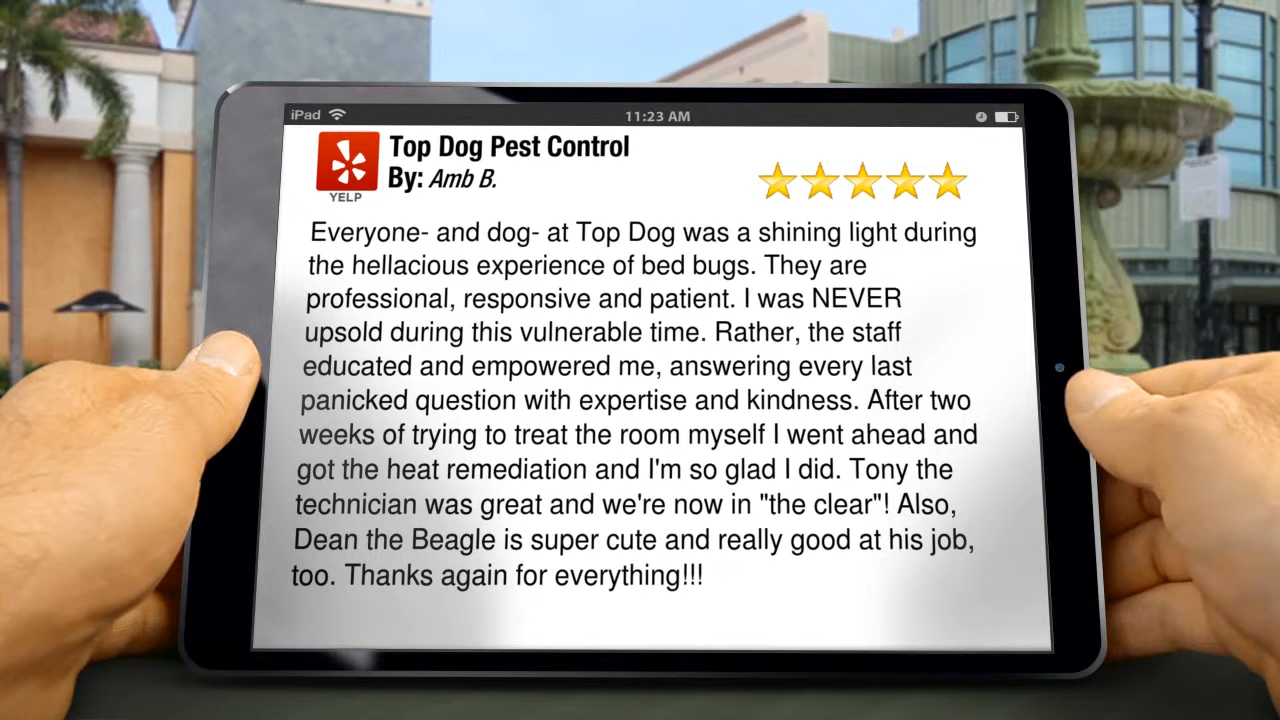 iPad 11:23 AM
Top Dog Pest Control
By: Amb B.
YELP
Everyone- and dog- at Top Dog was a shining light during
the hellacious experience of bed bugs. They are
professional, responsive and patient. I was NEVER
upsold during this vulnerable time. Rather, the staff
educated and empowered me, answering every last
panicked question with expertise and kindness. After two
weeks of trying to treat the room myself I went ahead and
got the heat remediation and I'm so glad I did. Tony the
technician was great and we're now in "the clear"! Also,
Dean the Beagle is super cute and really good at his job,
too. Thanks again for everything!!!